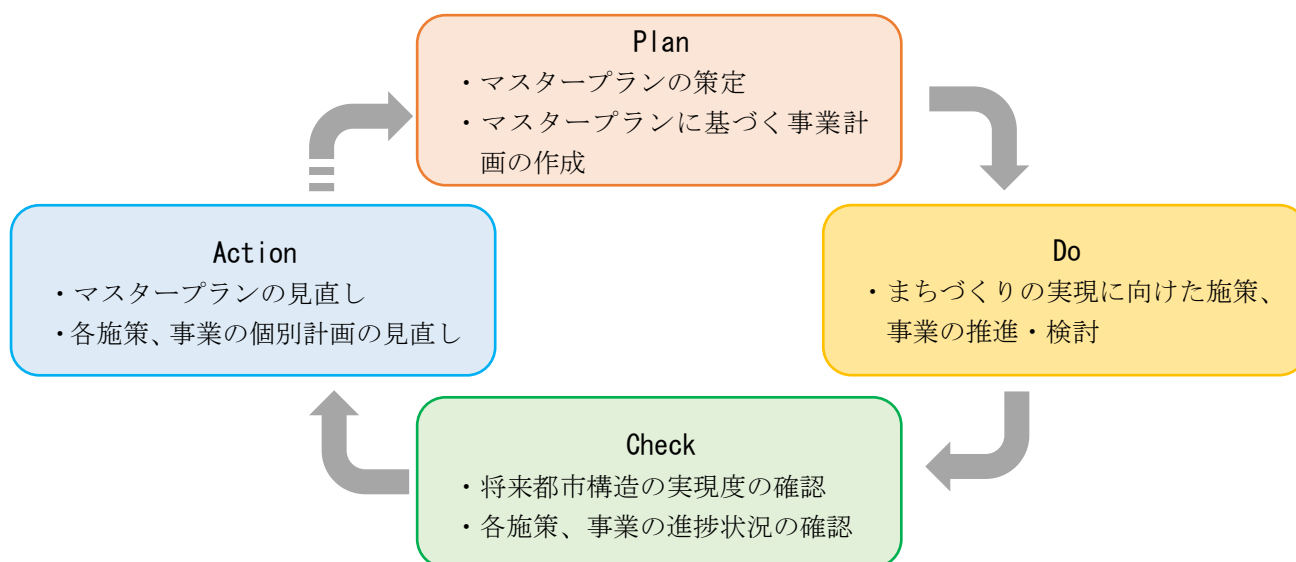 Plan
・マスタープランの策定
・マスタープランに基づく事業計
画の作成
Action
・マスタープランの見直し
・各施策、事業の個別計画の見直し
Do
・まちづくりの実現に向けた施策、
事業の推進・検討
Check
・将来都市構造の実現度の確認
・各施策、事業の進捗状況の確認